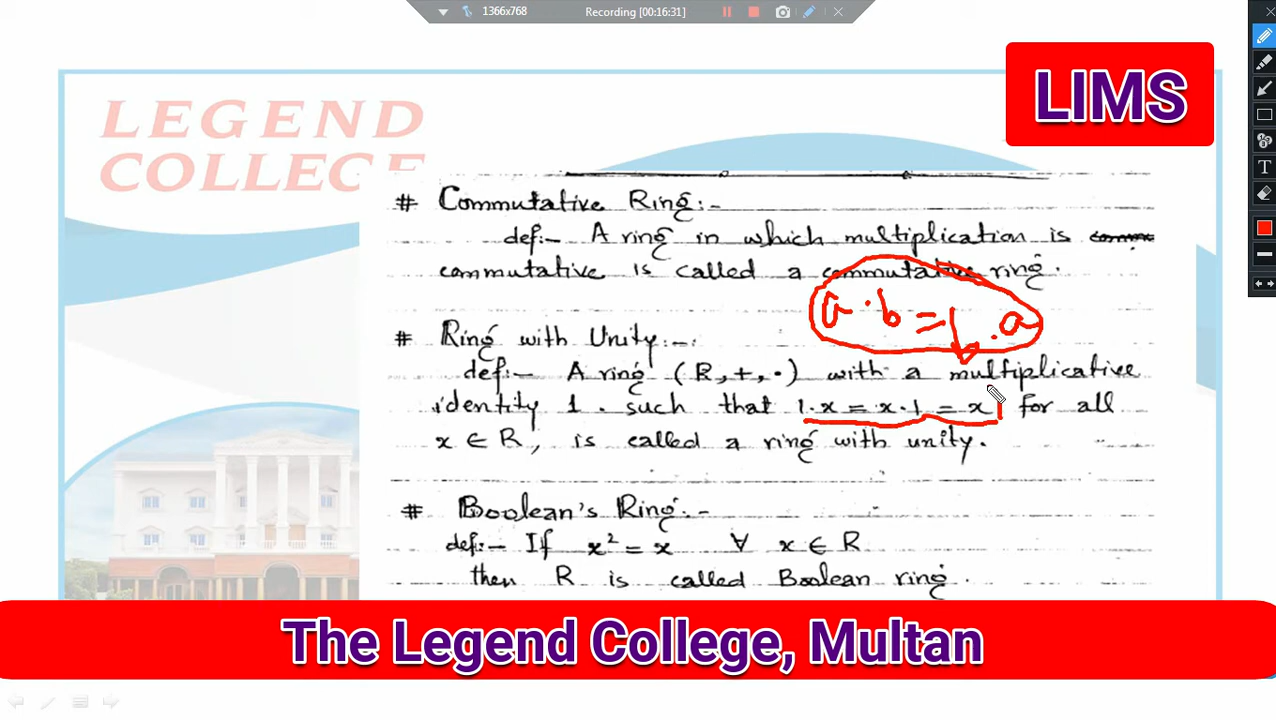 1366x768
Recording [00:16:31]
LIMS
LEGEND
COLLEGE
# Commutative Ring:-
def:- A ring in which multiplication is
commutative is called a commutative ring.
a·b=b.a
# Ring with Unity:-
def:- A ring (R,+,·) with a multiplicative
identity 1. such that 1·x = x·1 = x for all
x ∈ R, is called a ring with unity.
# Boolean's Ring:-
def:- If x² = x ∀ x ∈ R
then R is called Boolean ring.
The Legend College, Multan